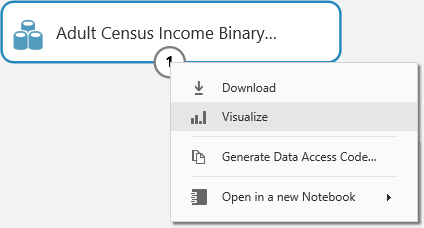 Adult Census Income Binary...
1
Download
Visualize
Generate Data Access Code...
Open in a new Notebook